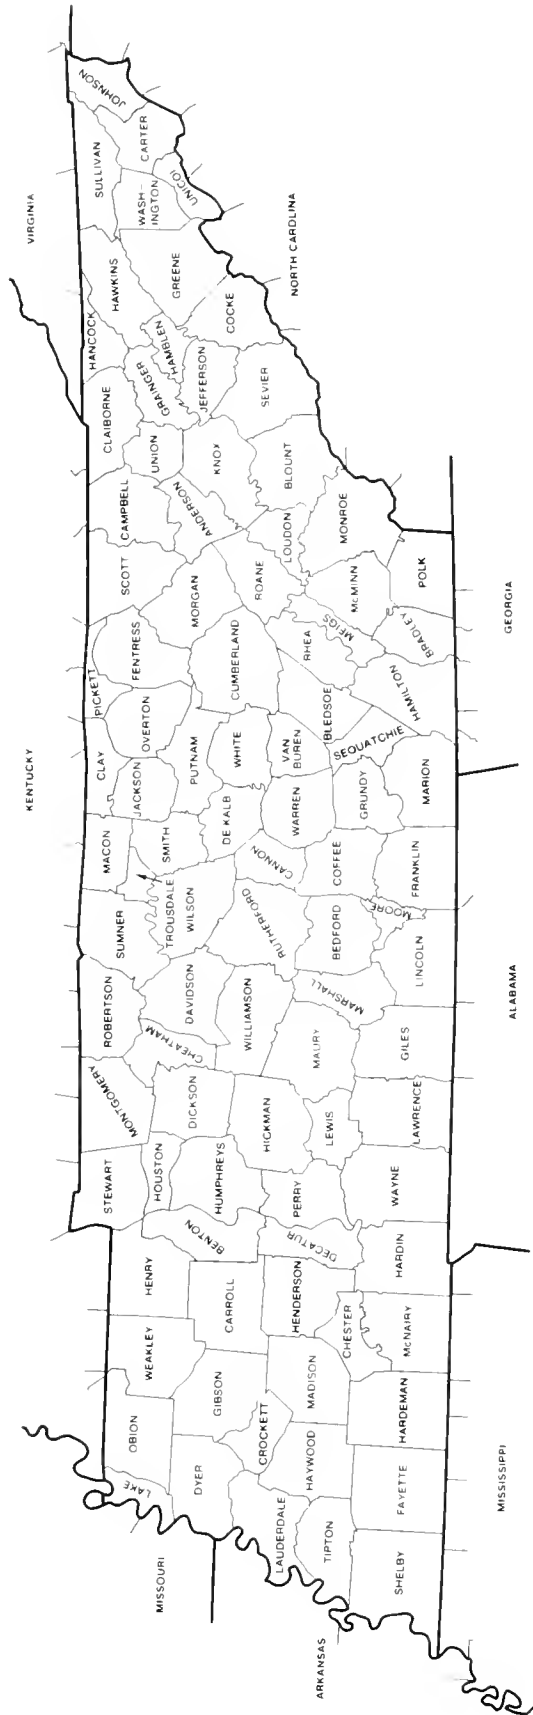 KENTUCKY
VIRGINIA
MISSOURI
ARKANSAS
MISSISSIPPI
ALABAMA
GEORGIA
NORTH CARDLINA
LAKE
OBION
WEAKLEY
HENRY
STEWART
MONTGOMERY
ROBERTSON
SUMNER
MACON
CLAY
PICKETT
SCOTT
CAMPBELL
CLAIBORNE
HANCOCK
HAWKINS
SULLIVAN
JOHNSON
DYER
GIBSON
CARROLL
BENTON
HOUSTON
HUMPHREYS
DICKSON
CHEATHAM
DAVIDSON
TROUSDALE
WILSON
SMITH
JACKSON
OVERTON
FENTRESS
PUTNAM
MORGAN
ANDERSON
UNION
GRAINGER
HAMBLEN
GREENE
WASH-
INGTON
UNICOI
CARTER
LAUDERDALE
CROCKETT
HAYWOOD
MADISON
HENDERSON
DECATUR
PERRY
HICKMAN
LEWIS
WILLIAMSON
MAURY
RUTHERFORD
CANNON
DE KALB
WARREN
WHITE
VAN
BUREN
CUMBERLAND
BLEDSOE
RHEA
ROANE
LOUDON
KNOX
BLOUNT
JEFFERSON
SEVIER
COCKE
TIPTON
SHELBY
FAYETTE
HARDEMAN
CHESTER
McNAIRY
HARDIN
WAYNE
LAWRENCE
GILES
MARSHALL
BEDFORD
LINCOLN
MOORE
COFFEE
FRANKLIN
GRUNDY
MARION
SEQUATCHIE
HAMILTON
MEIGS
BRADLEY
McMINN
POLK
MONROE